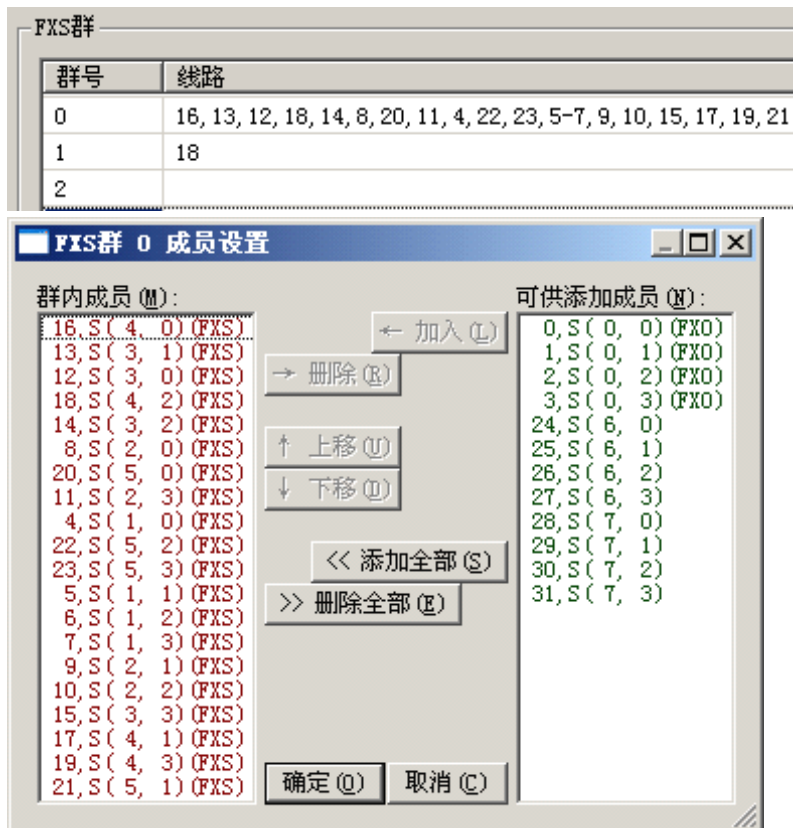 FXS群
群号 线路
0 16, 13, 12, 18, 14, 8, 20, 11, 4, 22, 23, 5-7, 9, 10, 15, 17, 19, 21
1 18
2
FXS群 0 成员设置
群内成员(M): 可供添加成员(N):
16,S( 4, 0)(FXS)
13,S( 3, 1)(FXS)
12,S( 3, 0)(FXS)
18,S( 4, 2)(FXS)
14,S( 3, 2)(FXS)
8,S( 2, 0)(FXS)
20,S( 5, 0)(FXS)
11,S( 2, 3)(FXS)
4,S( 1, 0)(FXS)
22,S( 5, 2)(FXS)
23,S( 5, 3)(FXS)
5,S( 1, 1)(FXS)
6,S( 1, 2)(FXS)
7,S( 1, 3)(FXS)
9,S( 2, 1)(FXS)
10,S( 2, 2)(FXS)
15,S( 3, 3)(FXS)
17,S( 4, 1)(FXS)
19,S( 4, 3)(FXS)
21,S( 5, 1)(FXS)
← 加入(L)
→ 删除(R)
↑ 上移(U)
↓ 下移(D)
<< 添加全部(S)
>> 删除全部(E)
确定(O) 取消(C)
0,S( 0, 0)(FXO)
1,S( 0, 1)(FXO)
2,S( 0, 2)(FXO)
3,S( 0, 3)(FXO)
24,S( 6, 0)
25,S( 6, 1)
26,S( 6, 2)
27,S( 6, 3)
28,S( 7, 0)
29,S( 7, 1)
30,S( 7, 2)
31,S( 7, 3)